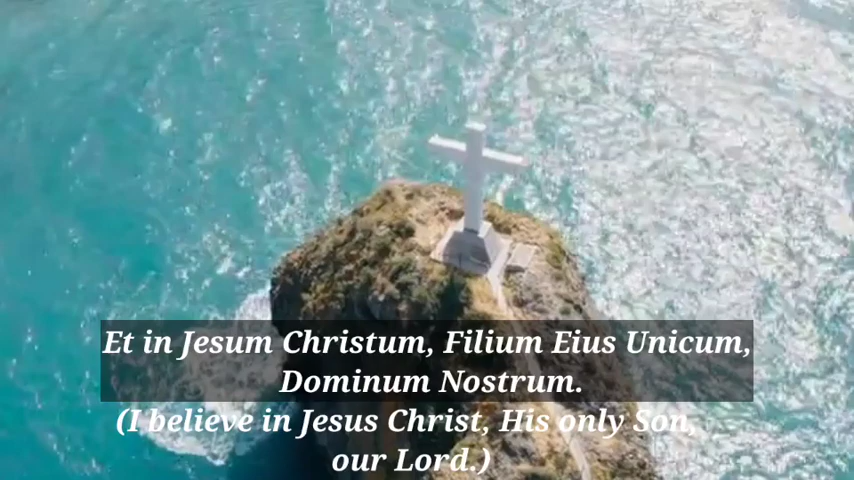 Et in Jesum Christum, Filium Eius Unicum,
Dominum Nostrum.
(I believe in Jesus Christ, His only Son,
our Lord.)